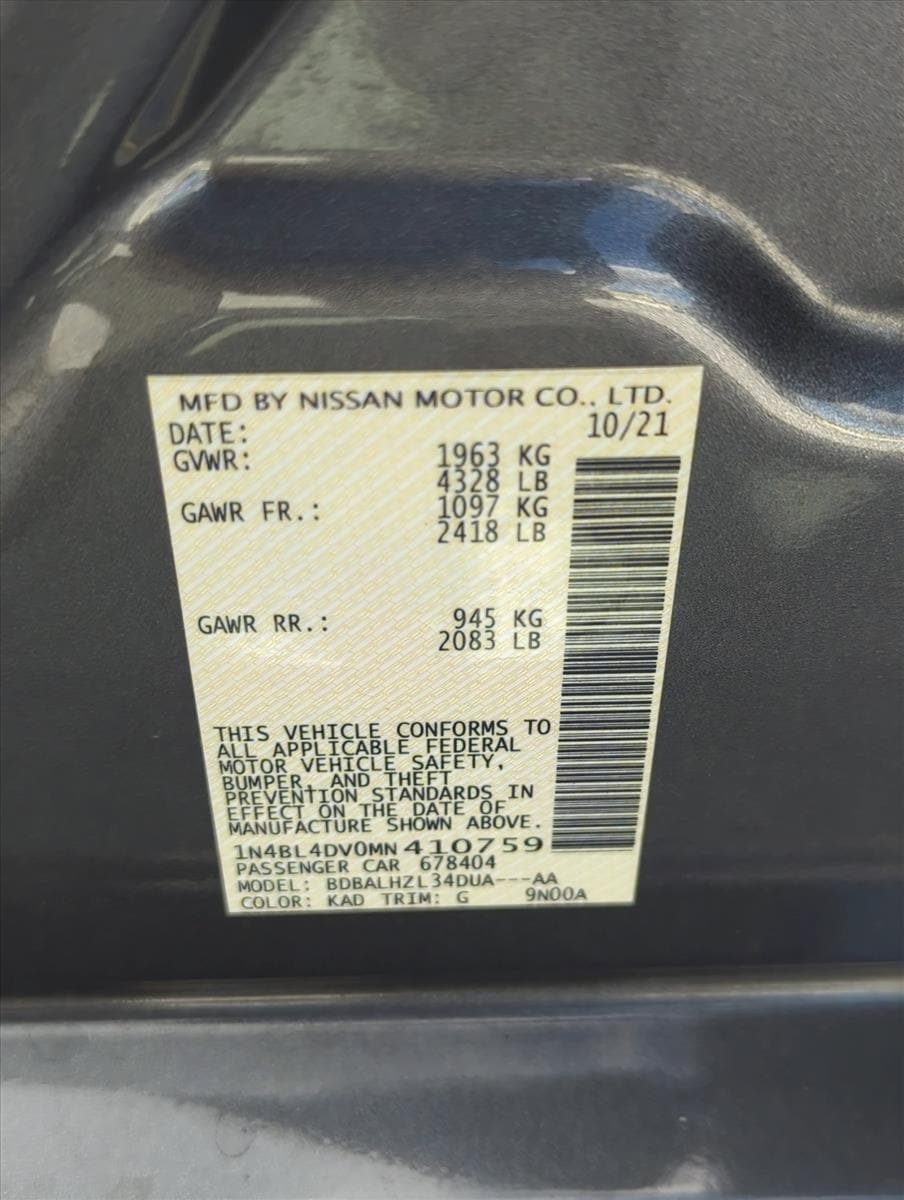 MFD BY NISSAN MOTOR CO., LTD.
DATE: 10/21
GVWR: 1963 KG
4328 LB
GAWR FR.: 1097 KG
2418 LB
GAWR RR.: 945 KG
2083 LB
THIS VEHICLE CONFORMS TO
ALL APPLICABLE FEDERAL
MOTOR VEHICLE SAFETY,
BUMPER, AND THEFT
PREVENTION STANDARDS IN
EFFECT ON THE DATE OF
MANUFACTURE SHOWN ABOVE.
1N4BL4DV0MN410759
PASSENGER CAR 678404
MODEL: BDBALHZL34DUA---AA
COLOR: KAD TRIM: G 9N00A